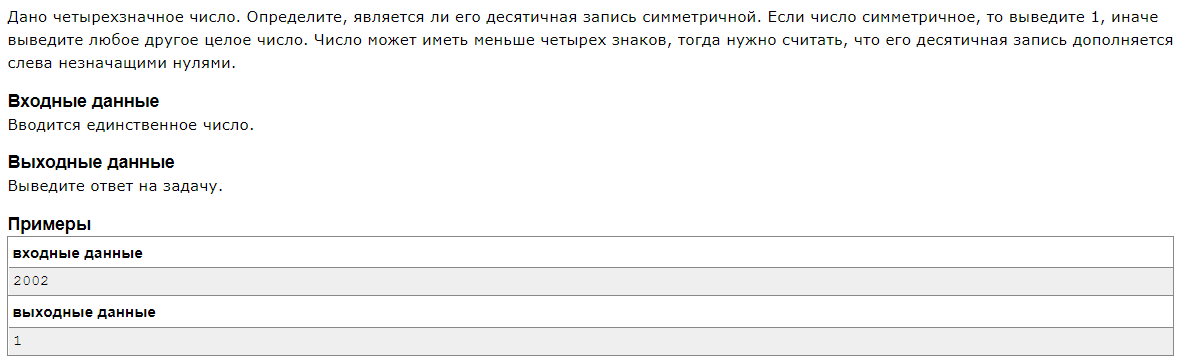 Дано четырехзначное число. Определите, является ли его десятичная запись симметричной. Если число симметричное, то выведите 1, иначе
выведите любое другое целое число. Число может иметь меньше четырех знаков, тогда нужно считать, что его десятичная запись дополняется
слева незначащими нулями.
Входные данные
Вводится единственное число.
Выходные данные
Выведите ответ на задачу.
Примеры
входные данные
2002
выходные данные
1